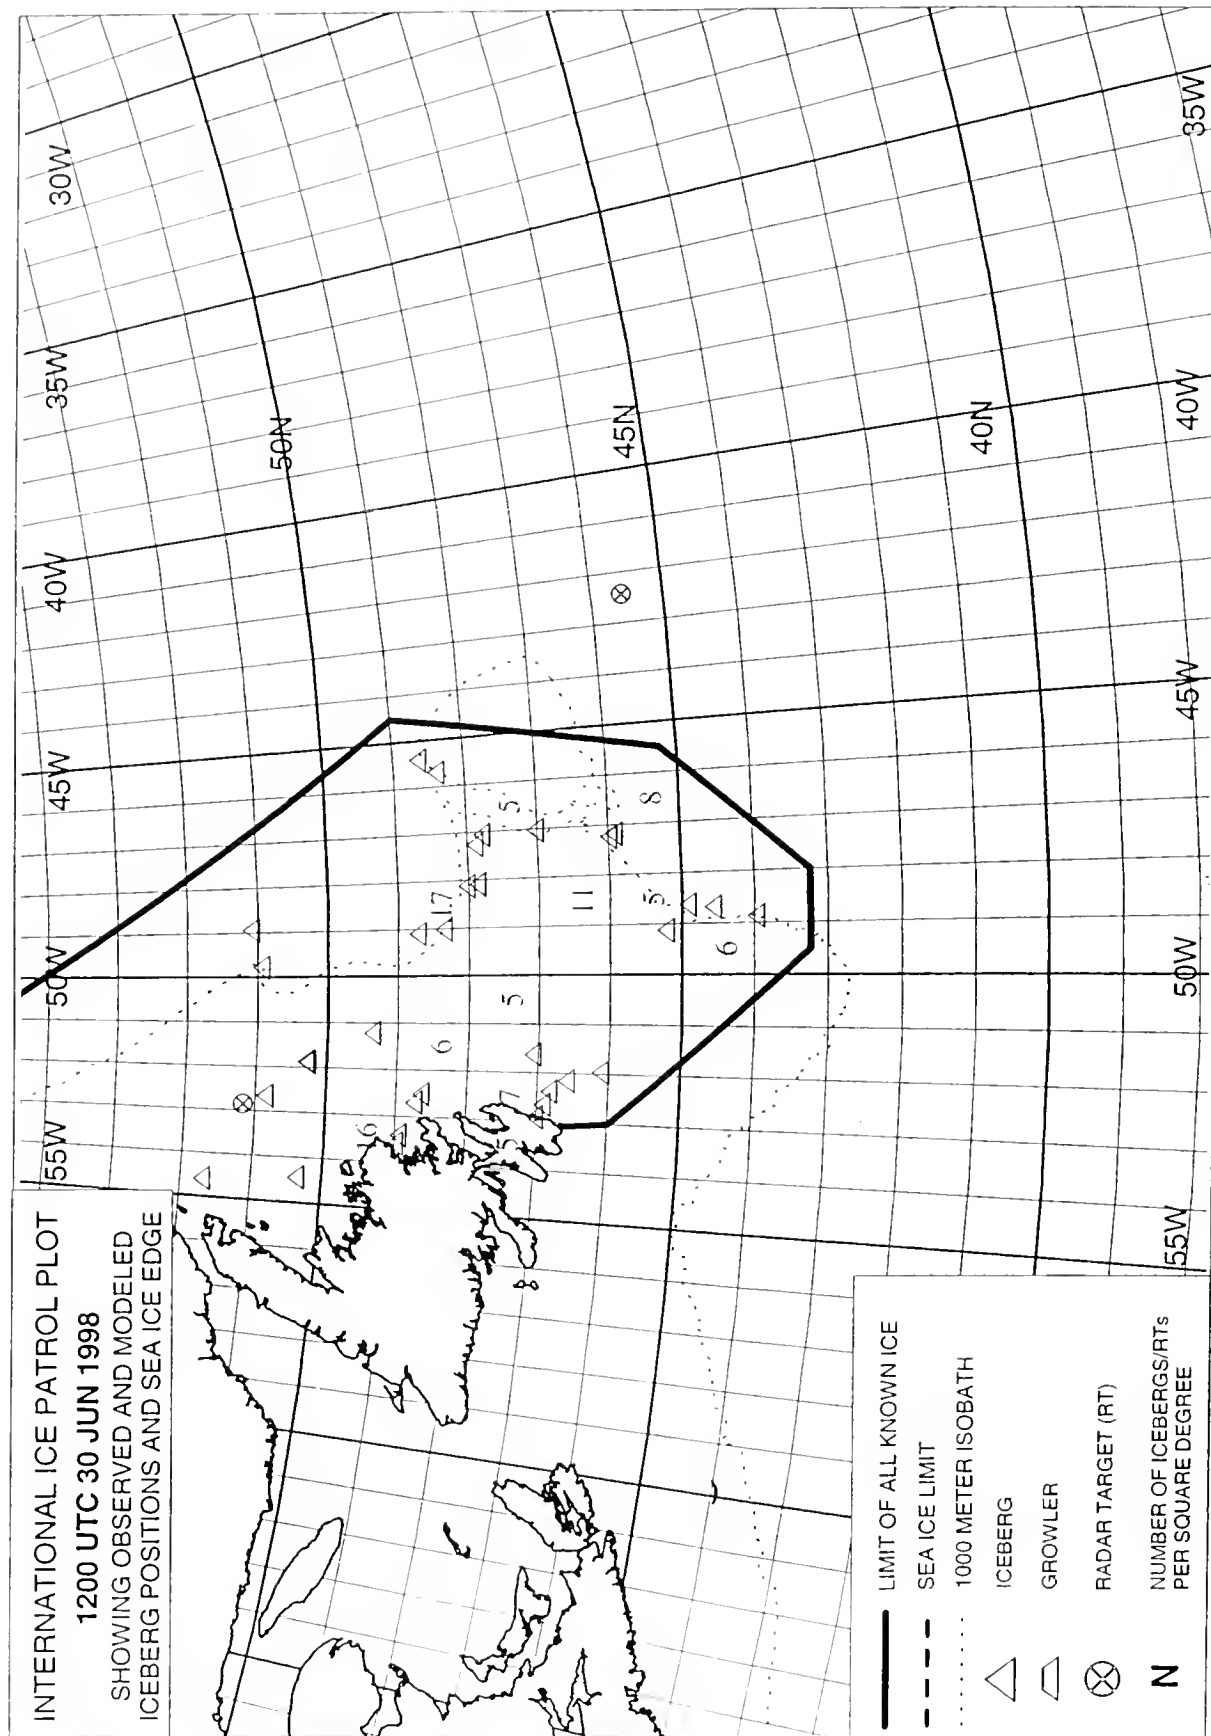 INTERNATIONAL ICE PATROL PLOT
1200 UTC 30 JUN 1998
SHOWING OBSERVED AND MODELED
ICEBERG POSITIONS AND SEA ICE EDGE
55W
50W
45W
40W
35W
30W
50N
45N
40N
35W
40W
45W
50W
55W
16
6
17
5
5
7
5
11
8
5
6
LIMIT OF ALL KNOWN ICE
SEA ICE LIMIT
1000 METER ISOBATH
ICEBERG
GROWLER
RADAR TARGET (RT)
N NUMBER OF ICEBERGS/RTs
PER SQUARE DEGREE